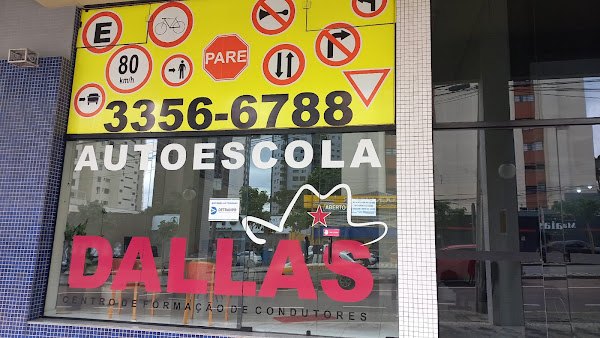 E
80
km/h
PARE
3356-6788
AUTOESCOLA
ABERTO
DALLAS
CENTRO DE FORMAÇÃO DE CONDUTORES